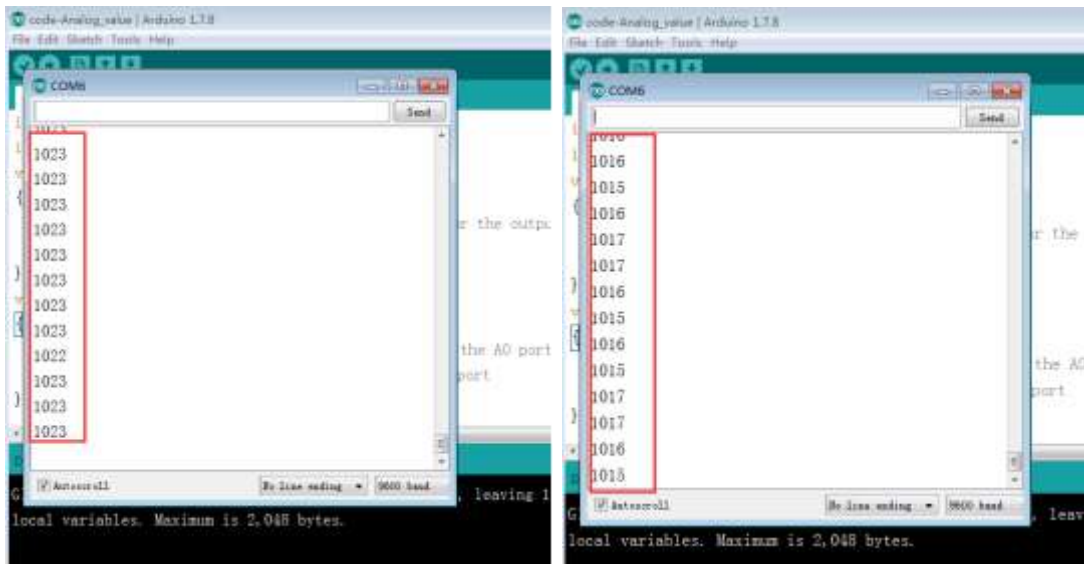 code-Analog_value | Arduino 1.7.8
File Edit Sketch Tools Help
COM6
Send
1023
1023
1023
1023
1023
1023
1023
1023
1023
1022
1023
1023
1023
r the outpu
the A0 port
port
Autoscroll
No line ending
9600 baud
, leaving 1
local variables. Maximum is 2,048 bytes.
code-Analog_value | Arduino 1.7.8
File Edit Sketch Tools Help
COM6
Send
1016
1016
1015
1016
1017
1017
1016
1015
1016
1015
1017
1017
1016
1015
r the
the A0
port
Autoscroll
No line ending
9600 baud
, leav
local variables. Maximum is 2,048 bytes.